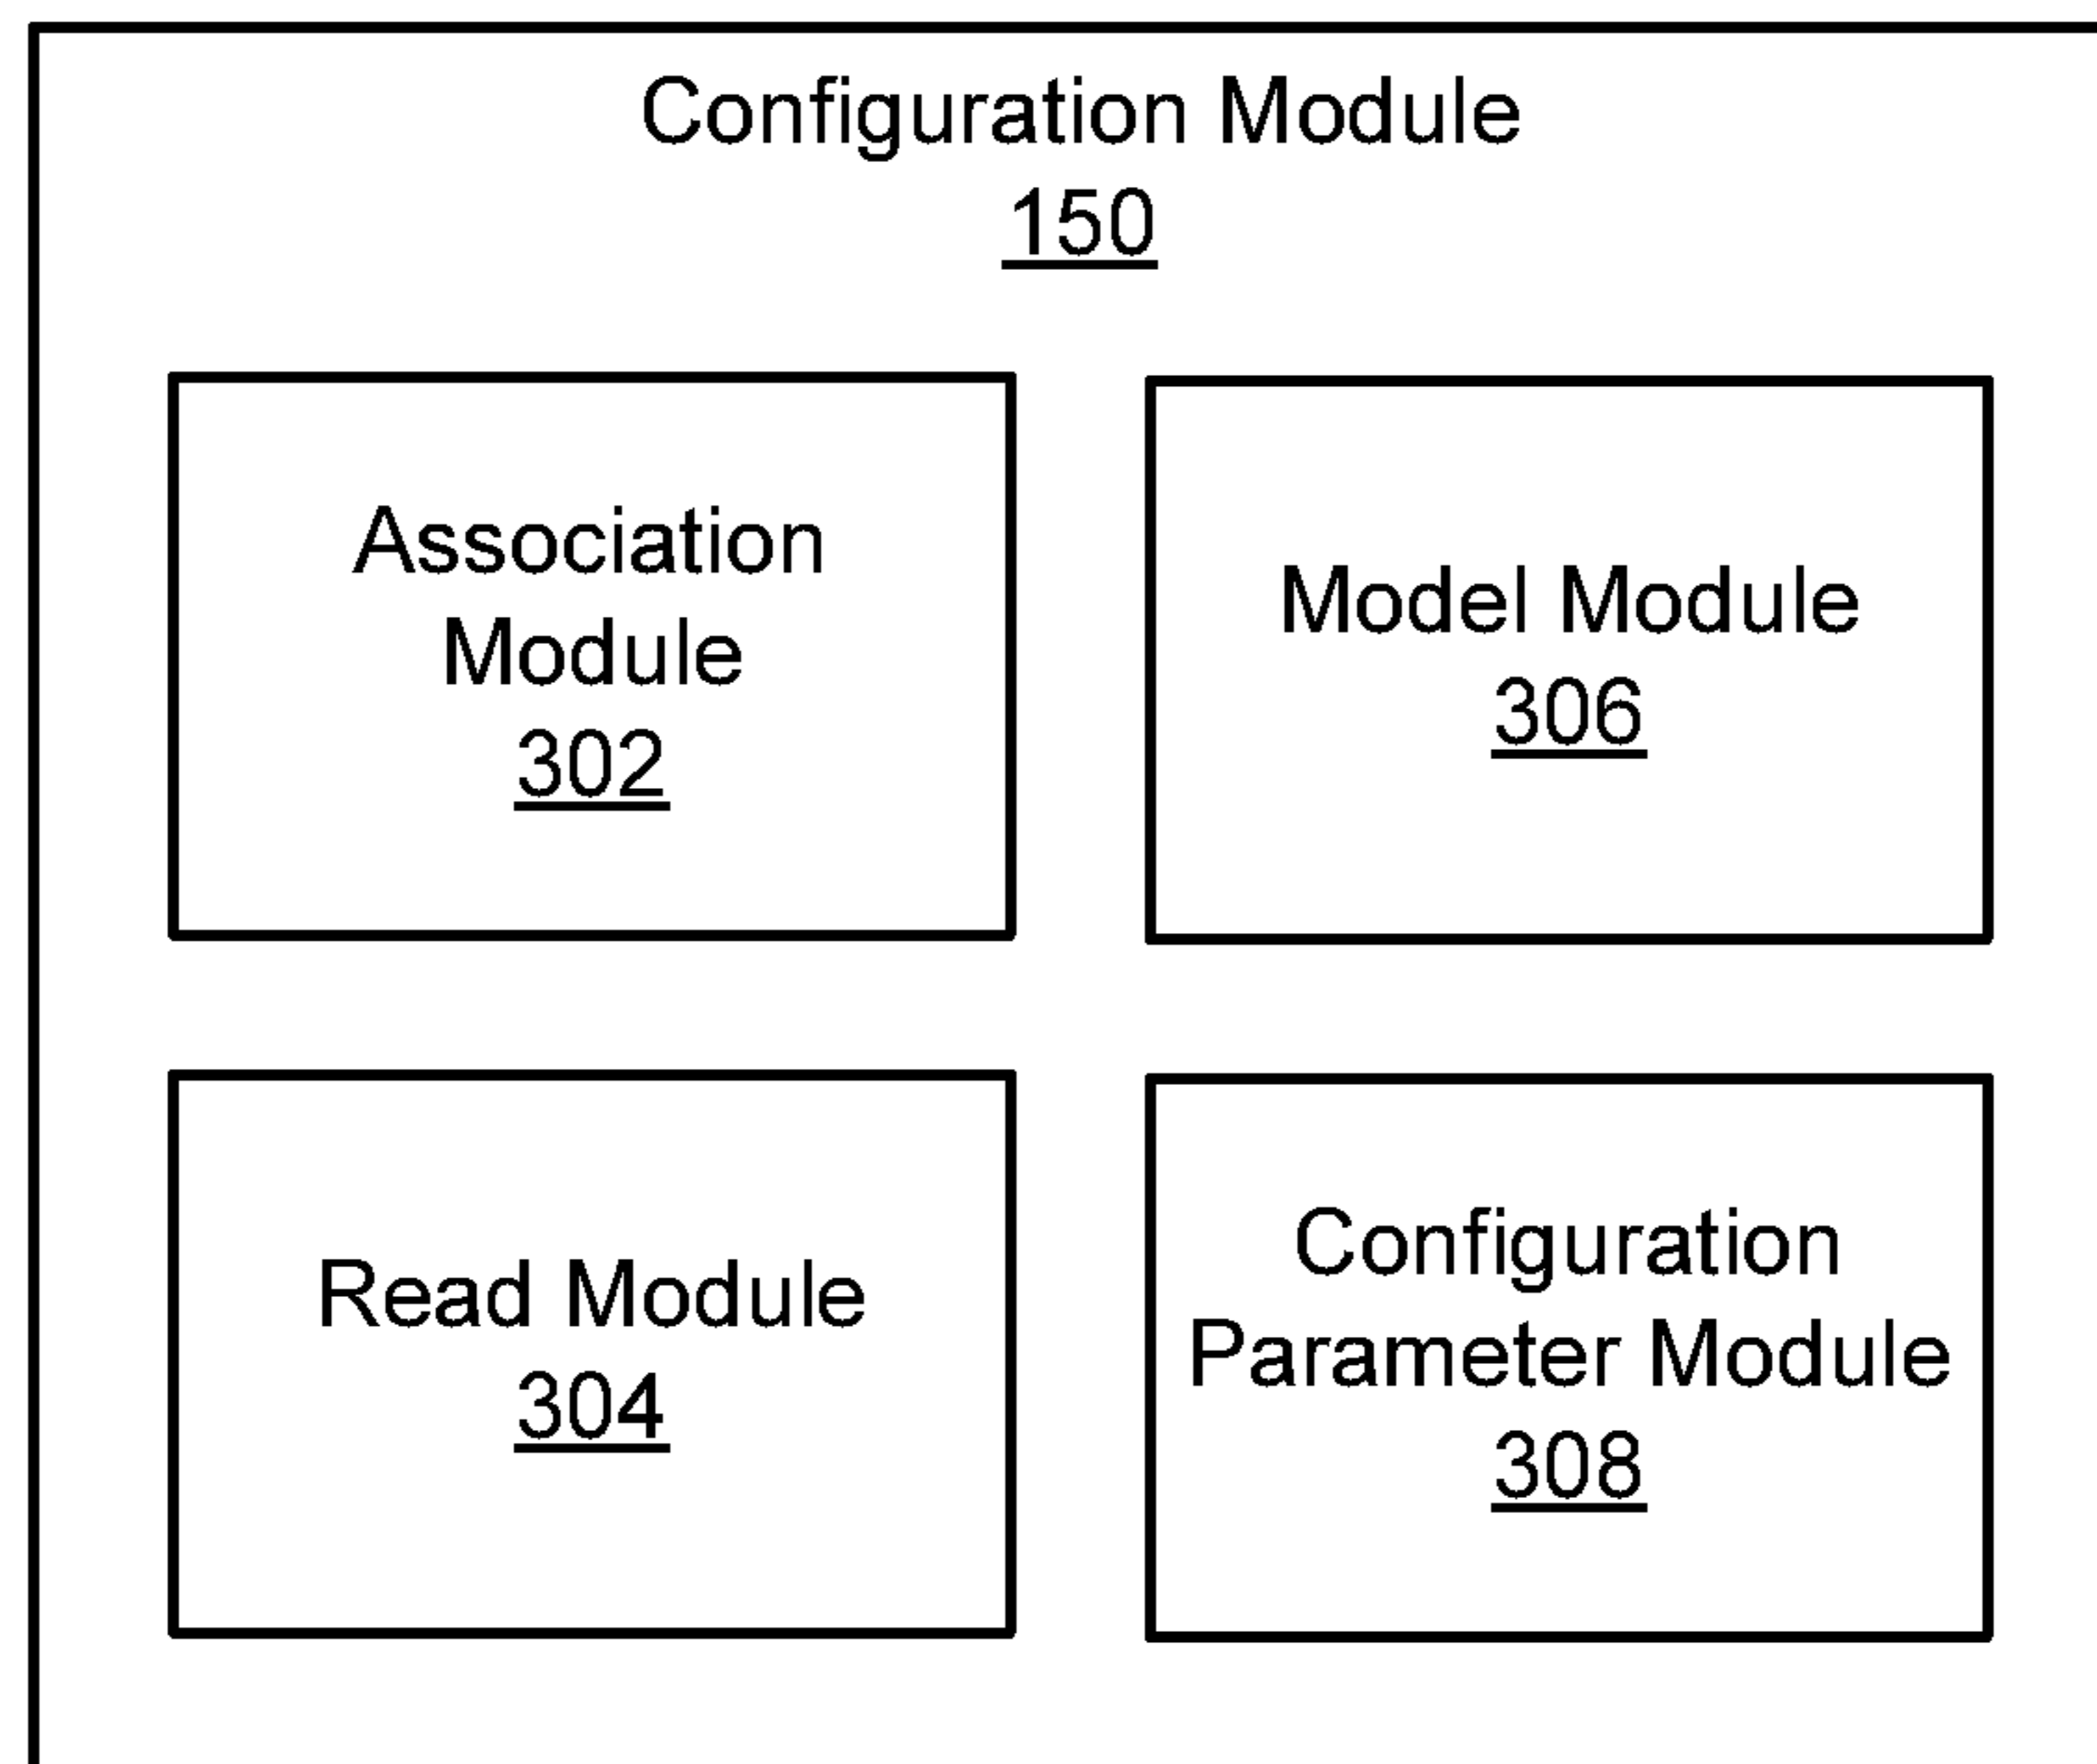 Configuration Module
150
Association
Module
302
Model Module
306
Read Module
304
Configuration
Parameter Module
308